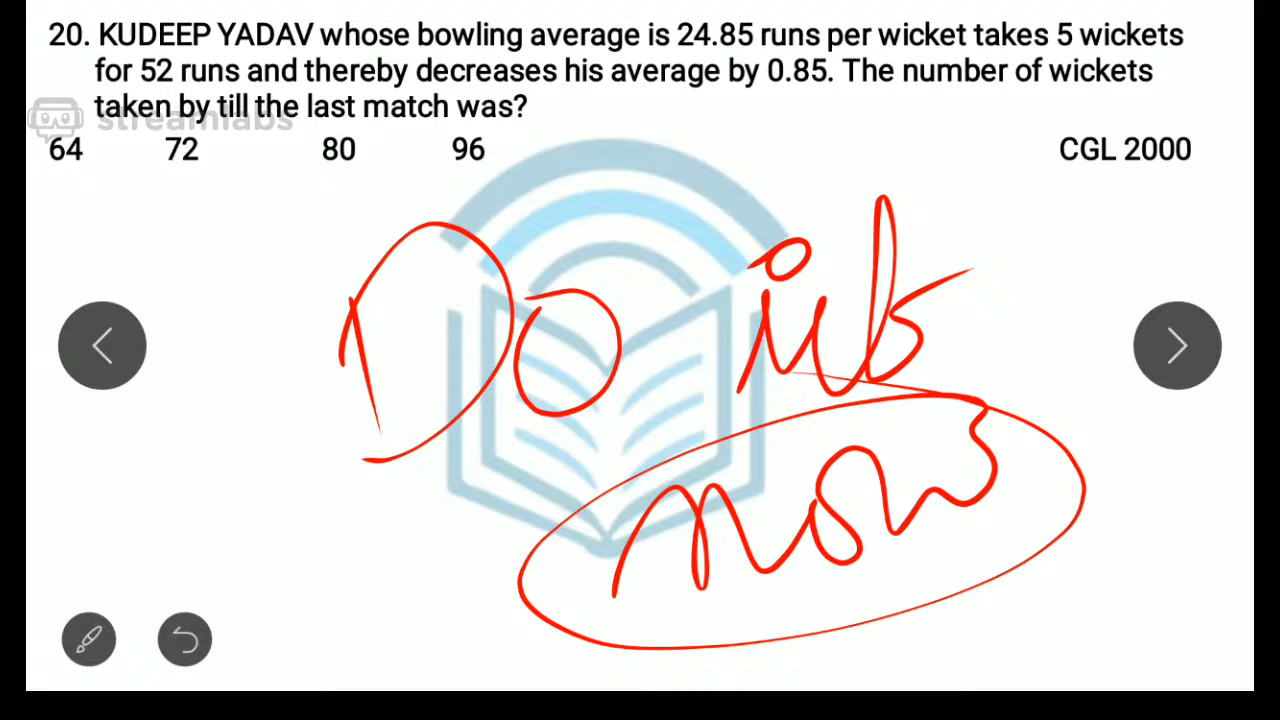 20. KUDEEP YADAV whose bowling average is 24.85 runs per wicket takes 5 wickets
for 52 runs and thereby decreases his average by 0.85. The number of wickets
taken by till the last match was?
streamlabs
64 72 80 96 CGL 2000
Do it
now